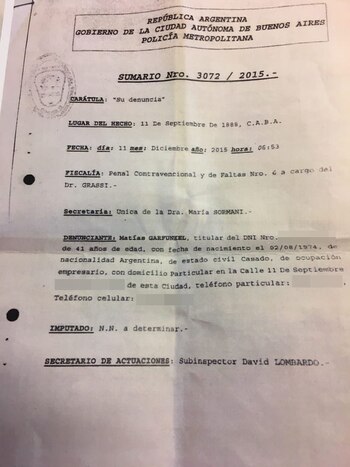 REPÚBLICA ARGENTINA
GOBIERNO DE LA CIUDAD AUTÓNOMA DE BUENOS AIRES
POLICÍA METROPOLITANA
SUMARIO Nro. 3072 / 2015.-
CARÁTULA: "Su denuncia"
LUGAR DEL HECHO: 11 De Septiembre De 1888, C.A.B.A.
FECHA: día: 11 mes: Diciembre año: 2015 hora: 06:53
FISCALÍA: Penal Contravencional y de Faltas Nro. 6 a cargo del
Dr. GRASSI.-
Secretaría: Unica de la Dra. María NORMANI.-
DENUNCIANTE: Matías GARFUNKEL, titular del DNI Nro.
de 41 años de edad, con fecha de nacimiento el 02/08/1974, de
nacionalidad Argentina, de estado civil Casado, de ocupación
empresario, con domicilio Particular en la Calle 11 De Septiembre
de esta Ciudad, teléfono particular:
Teléfono celular:
IMPUTADO: N.N. a determinar.-
SECRETARIO DE ACTUACIONES: Subinspector David LOMBARDO.-